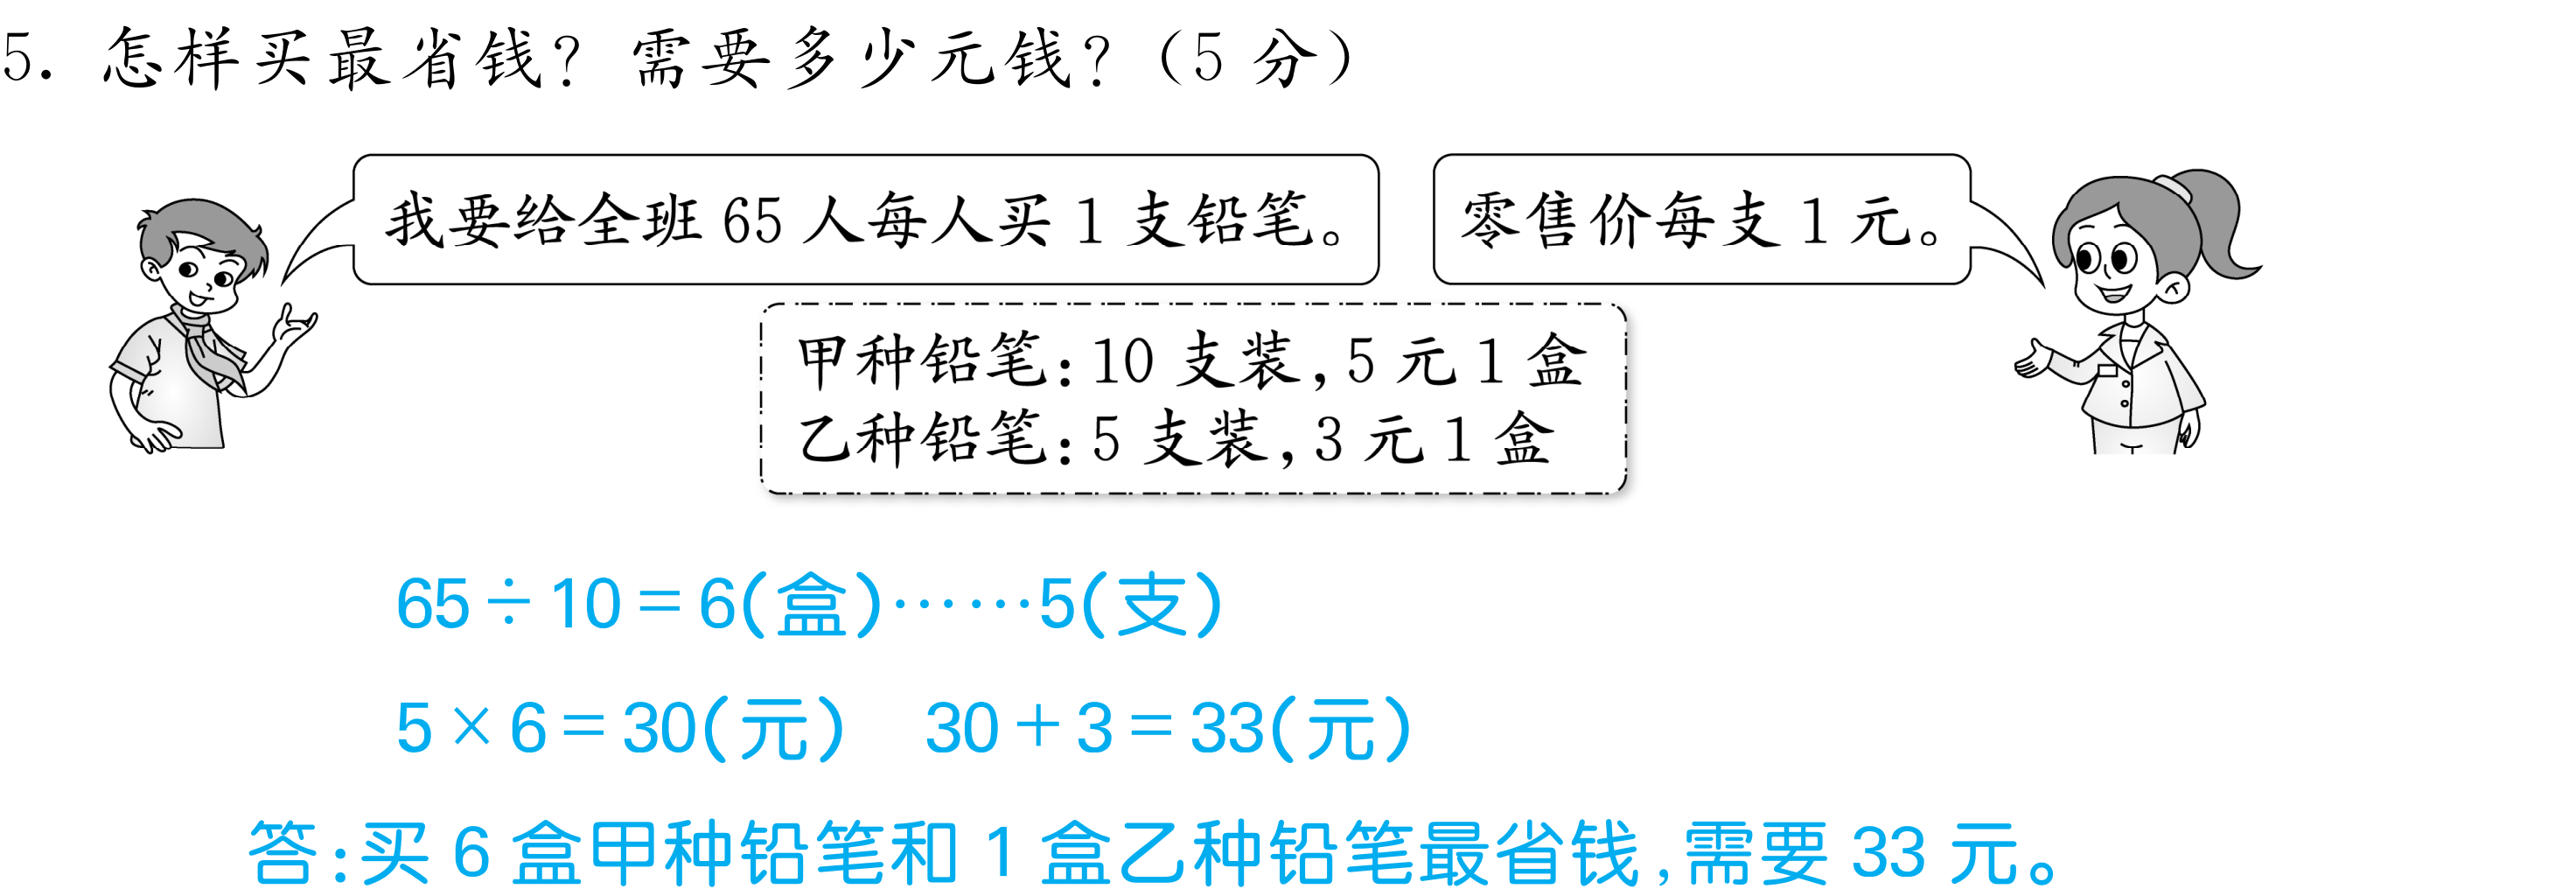 5. 怎样买最省钱？需要多少元钱？（5 分）
我要给全班 65 人每人买 1 支铅笔。
零售价每支 1 元。
甲种铅笔：10 支装，5 元 1 盒
乙种铅笔：5 支装，3 元 1 盒
65÷10＝6(盒)……5(支)
5×6＝30(元)　30＋3＝33(元)
答：买 6 盒甲种铅笔和 1 盒乙种铅笔最省钱，需要 33 元。